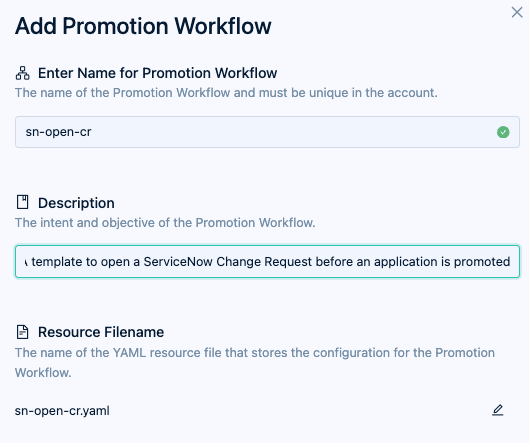 Add Promotion Workflow
Enter Name for Promotion Workflow
The name of the Promotion Workflow and must be unique in the account.
sn-open-cr
Description
The intent and objective of the Promotion Workflow.
template to open a ServiceNow Change Request before an application is promoted
Resource Filename
The name of the YAML resource file that stores the configuration for the Promotion
Workflow.
sn-open-cr.yaml